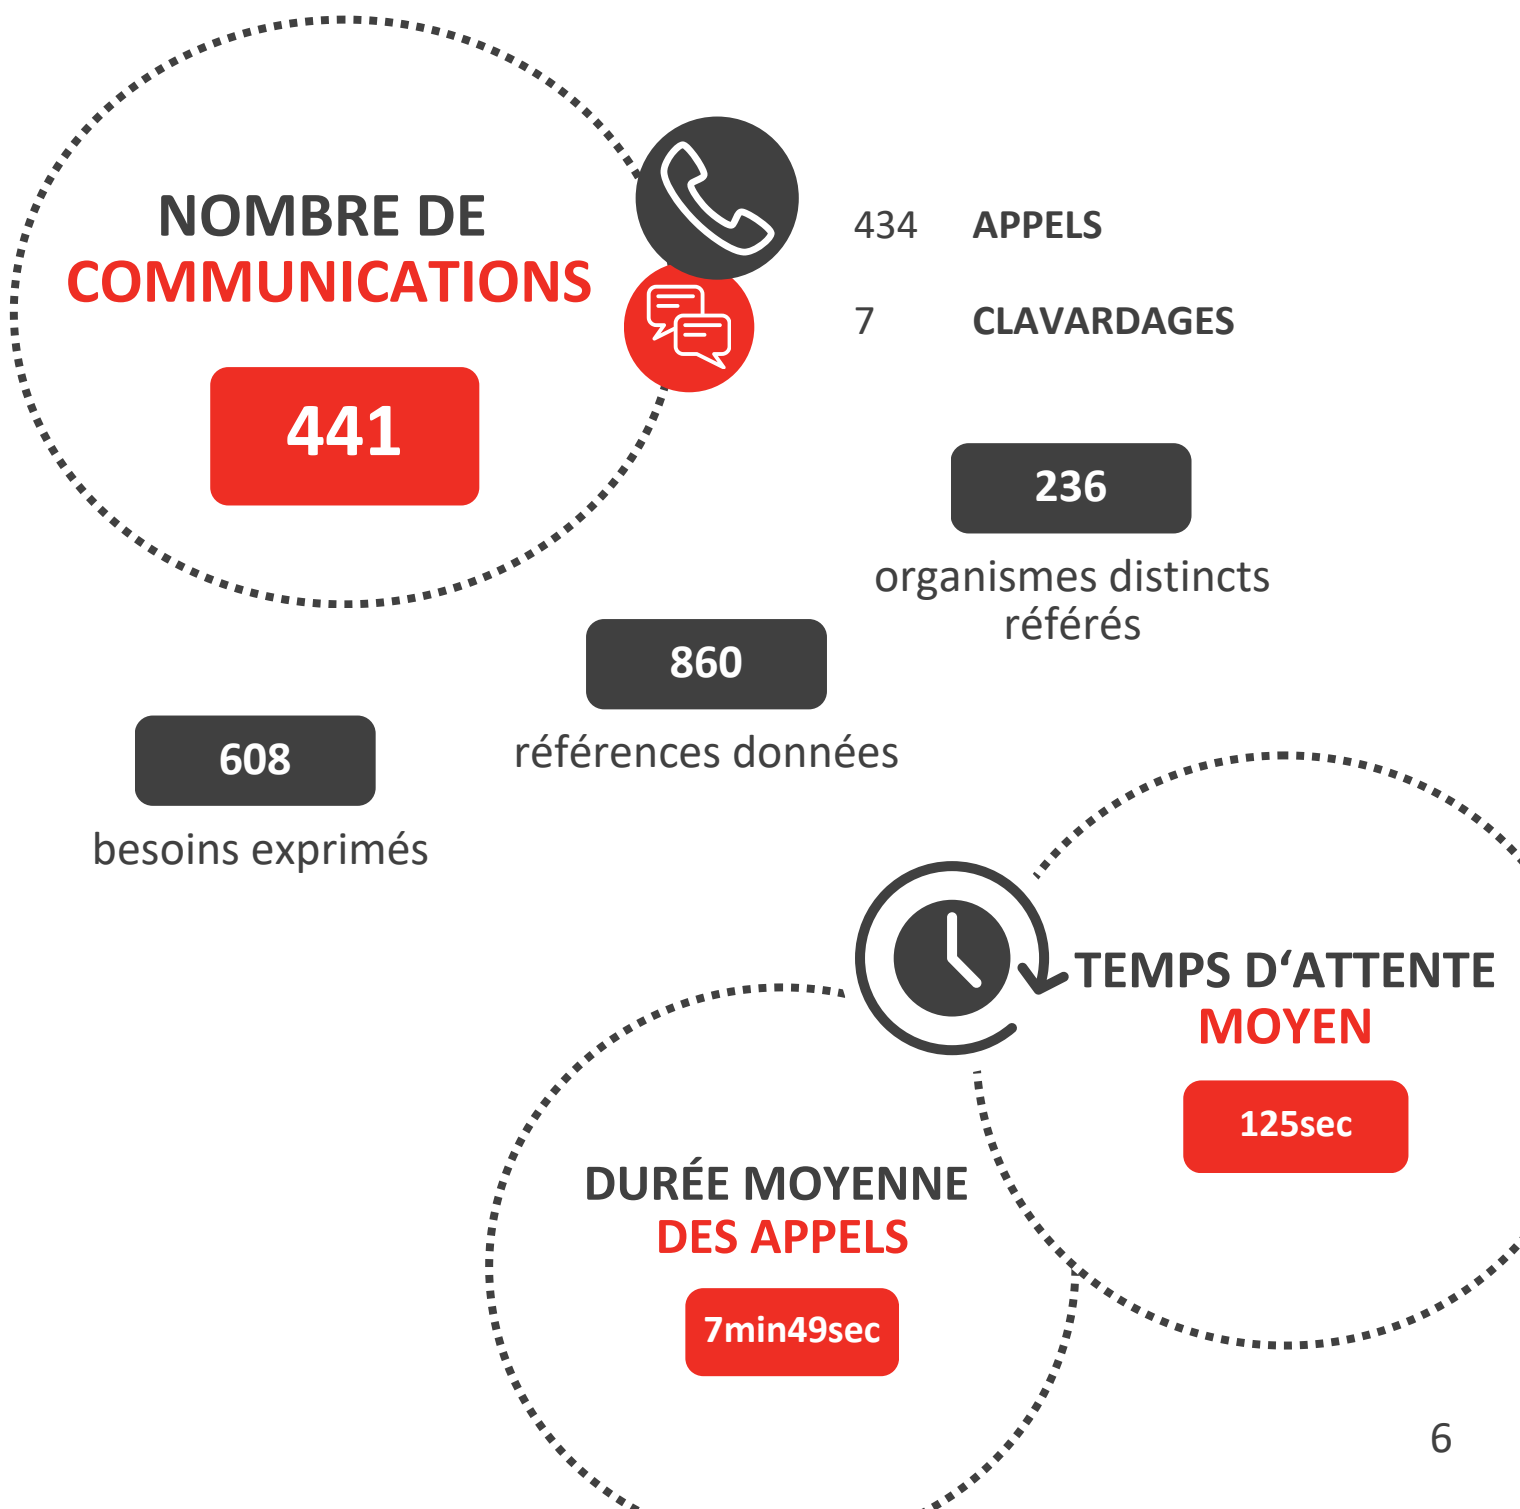 NOMBRE DE
COMMUNICATIONS
441
434 APPELS
7 CLAVARDAGES
236
organismes distincts
référés
860
références données
608
besoins exprimés
TEMPS D‘ATTENTE
MOYEN
125sec
DURÉE MOYENNE
DES APPELS
7min49sec
6